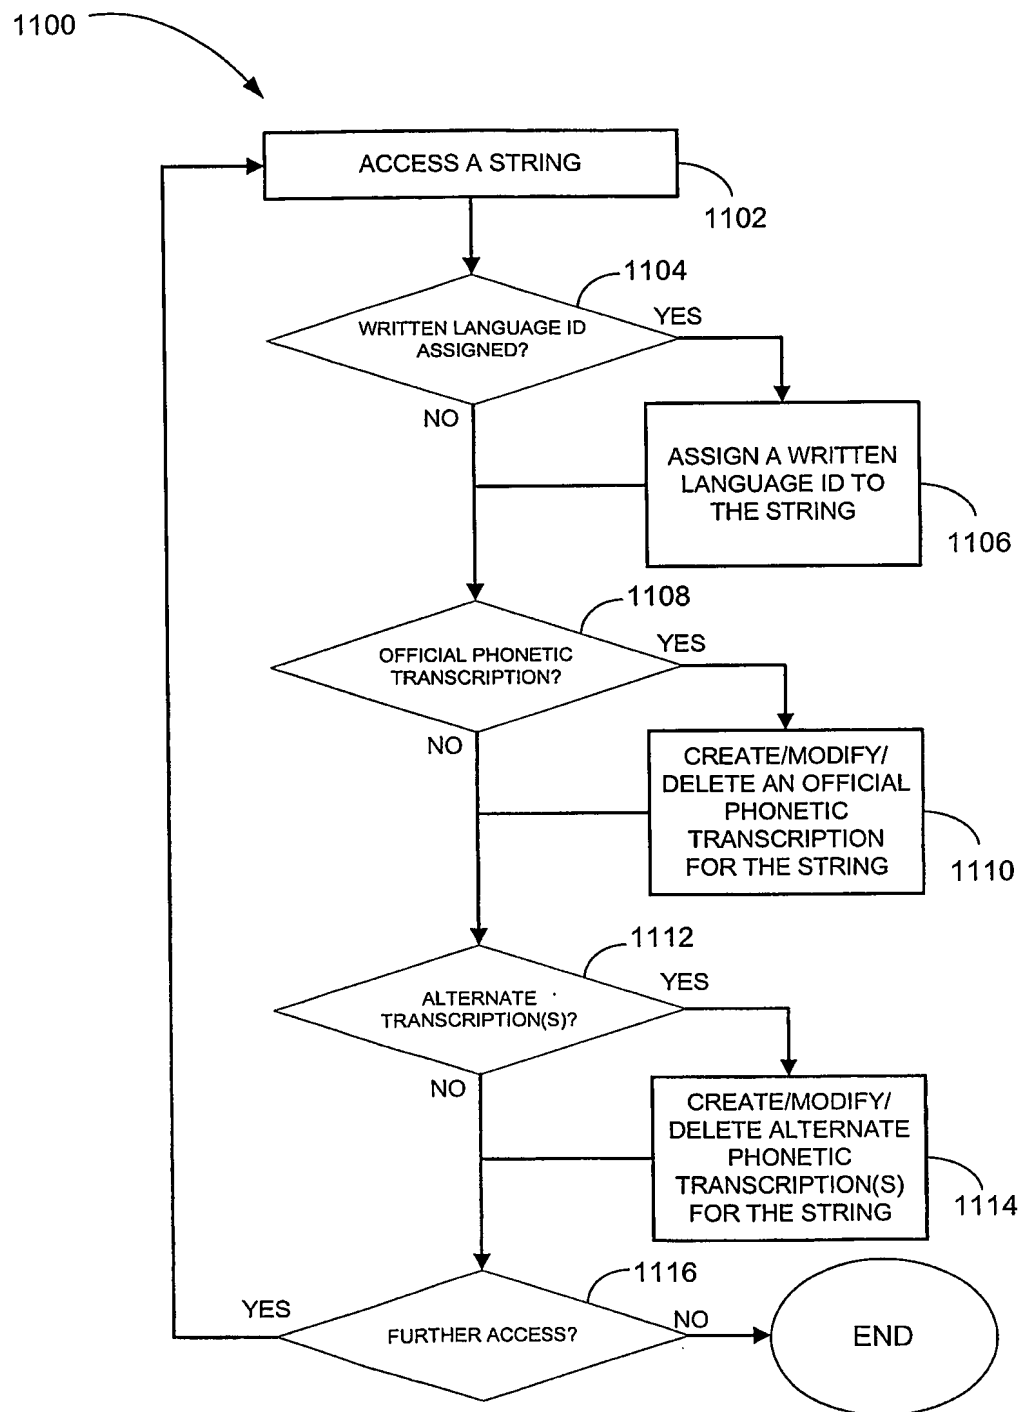 1100
ACCESS A STRING
1102
1104
WRITTEN LANGUAGE ID
ASSIGNED?
YES
NO
ASSIGN A WRITTEN
LANGUAGE ID TO
THE STRING
1106
1108
OFFICIAL PHONETIC
TRANSCRIPTION?
YES
NO
CREATE/MODIFY/
DELETE AN OFFICIAL
PHONETIC
TRANSCRIPTION
FOR THE STRING
1110
1112
ALTERNATE
TRANSCRIPTION(S)?
YES
NO
CREATE/MODIFY/
DELETE ALTERNATE
PHONETIC
TRANSCRIPTION(S)
FOR THE STRING
1114
1116
YES
FURTHER ACCESS?
NO
END